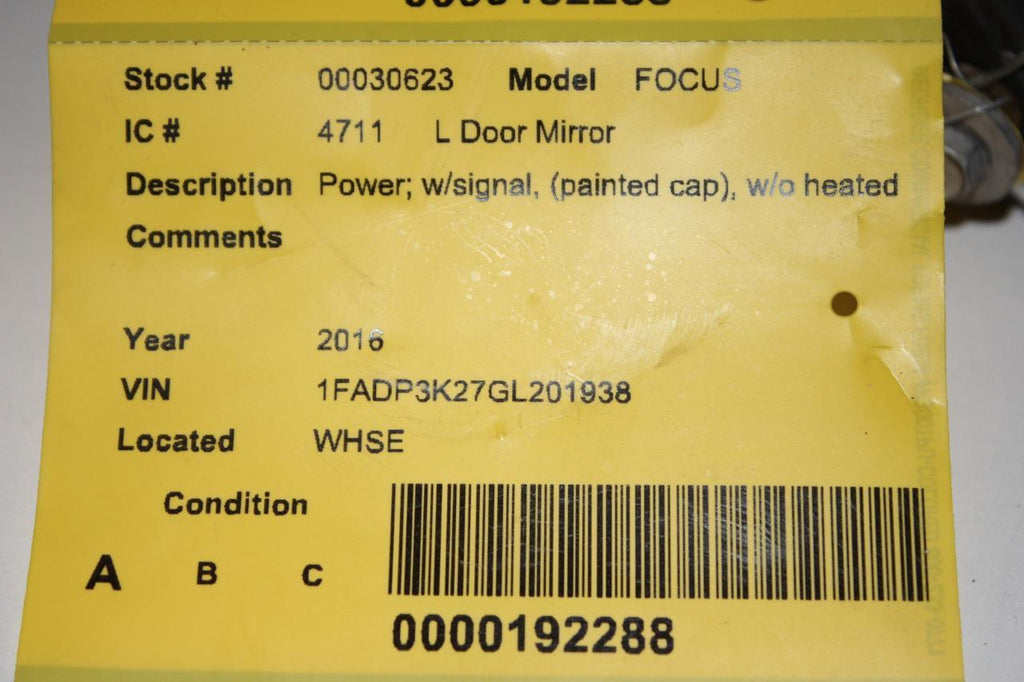 0000192288
Stock # 00030623 Model FOCUS
IC # 4711 L Door Mirror
Description Power; w/signal, (painted cap), w/o heated
Comments
Year 2016
VIN 1FADP3K27GL201938
Located WHSE
Condition
A B C
0000192288